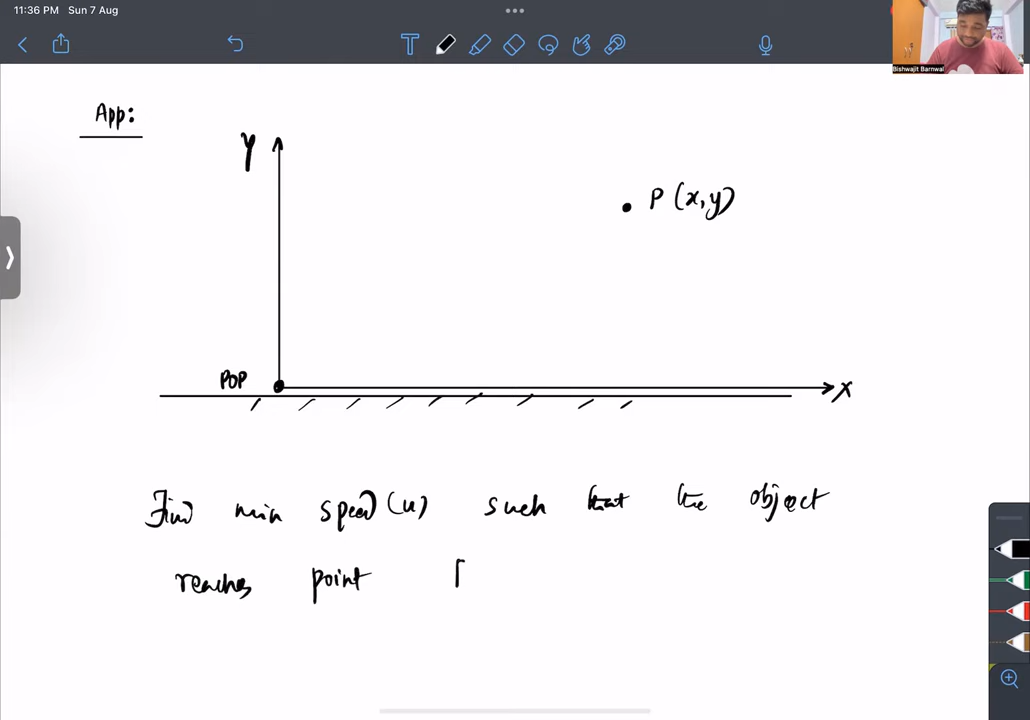 11:36 PM Sun 7 Aug
T
Bishwajit Barnwal
App:
Y
P (x,y)
POP
X
Find min speed (u) such that the object
reaches point